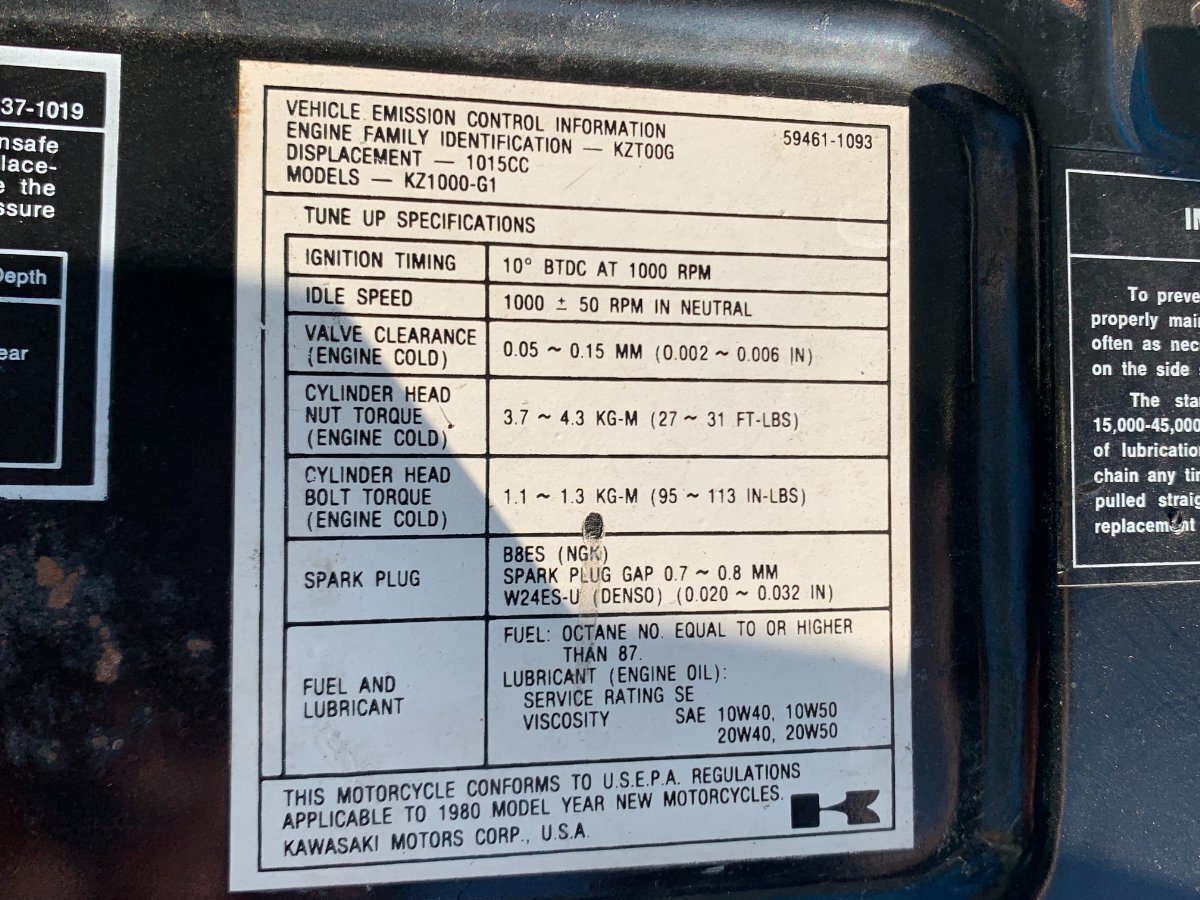 37-1019
nsafe
lace-
e the
ssure
Depth
ear
VEHICLE EMISSION CONTROL INFORMATION 59461-1093
ENGINE FAMILY IDENTIFICATION — KZT00G
DISPLACEMENT — 1015CC
MODELS — KZ1000-G1
TUNE UP SPECIFICATIONS
IGNITION TIMING 10° BTDC AT 1000 RPM
IDLE SPEED 1000 ± 50 RPM IN NEUTRAL
VALVE CLEARANCE
(ENGINE COLD) 0.05 ~ 0.15 MM (0.002 ~ 0.006 IN)
CYLINDER HEAD
NUT TORQUE
(ENGINE COLD) 3.7 ~ 4.3 KG-M (27 ~ 31 FT-LBS)
CYLINDER HEAD
BOLT TORQUE
(ENGINE COLD) 1.1 ~ 1.3 KG-M (95 ~ 113 IN-LBS)
SPARK PLUG
B8ES (NGK)
SPARK PLUG GAP 0.7 ~ 0.8 MM
W24ES-U (DENSO) (0.020 ~ 0.032 IN)
FUEL AND
LUBRICANT
FUEL: OCTANE NO. EQUAL TO OR HIGHER
THAN 87.
LUBRICANT (ENGINE OIL):
SERVICE RATING SE
VISCOSITY SAE 10W40, 10W50
20W40, 20W50
THIS MOTORCYCLE CONFORMS TO U.S.E.P.A. REGULATIONS
APPLICABLE TO 1980 MODEL YEAR NEW MOTORCYCLES.
KAWASAKI MOTORS CORP., U.S.A.
To preve
properly mai
often as nec
on the side
The sta
15,000-45,000
of lubricatio
chain any ti
pulled straig
replacement